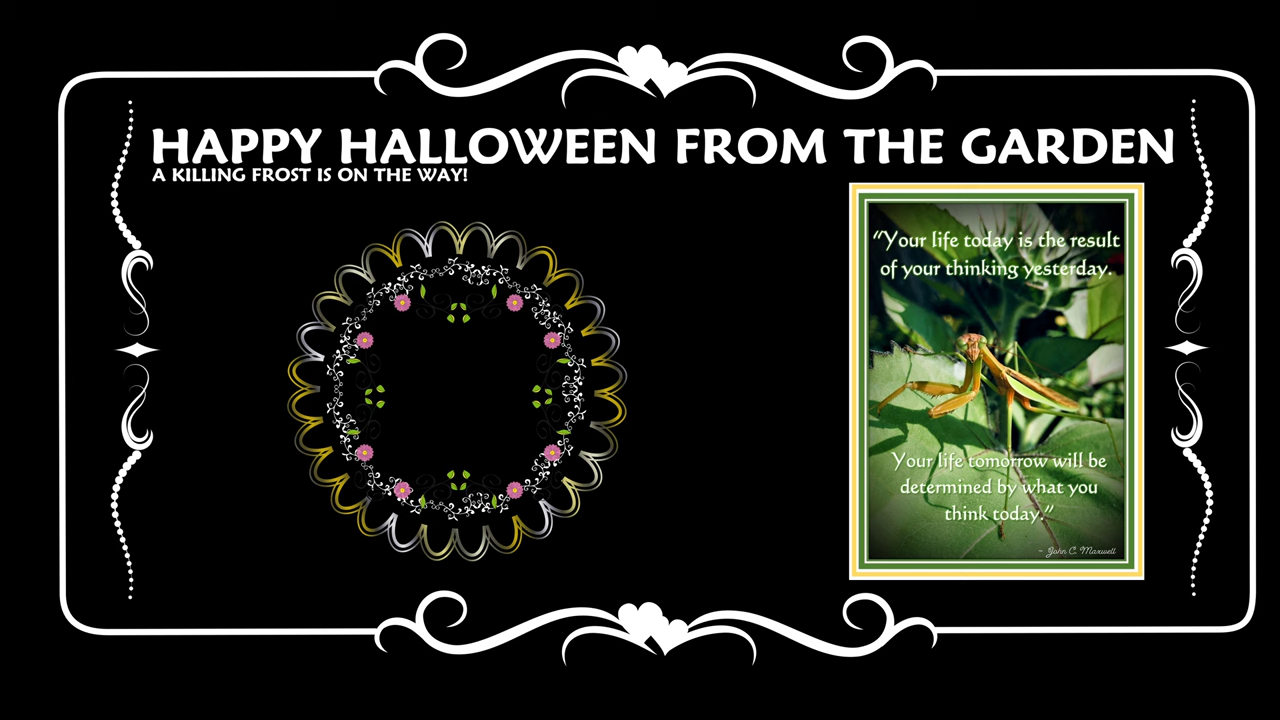 HAPPY HALLOWEEN FROM THE GARDEN
A KILLING FROST IS ON THE WAY!
“Your life today is the result
of your thinking yesterday.
Your life tomorrow will be
determined by what you
think today.”
~ John C. Maxwell